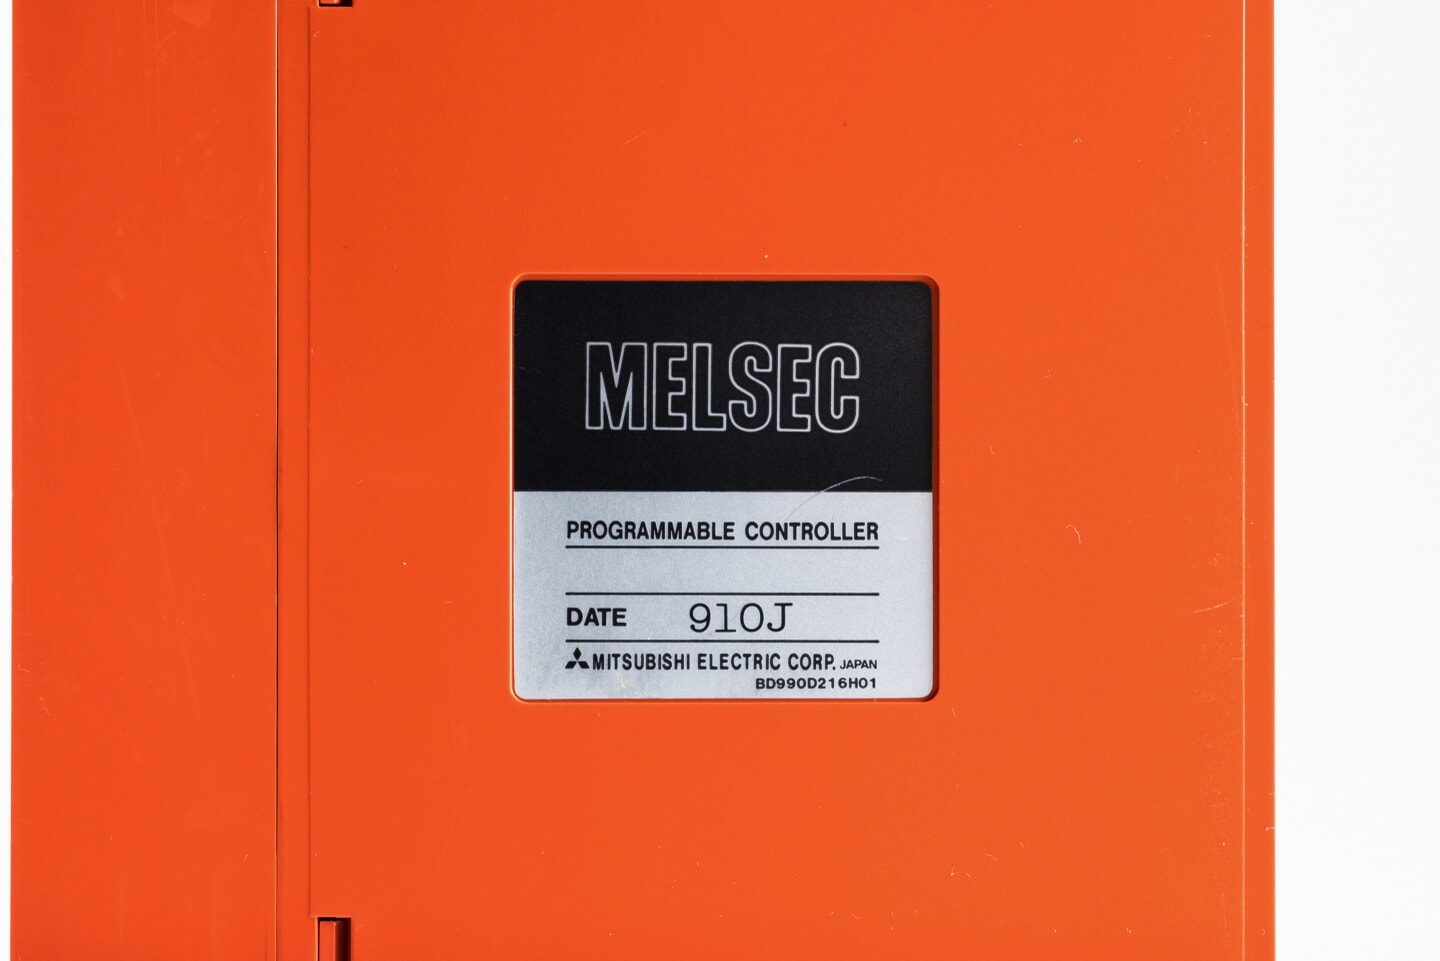 MELSEC
PROGRAMMABLE CONTROLLER
DATE 910J
MITSUBISHI ELECTRIC CORP. JAPAN
BD990D216H01